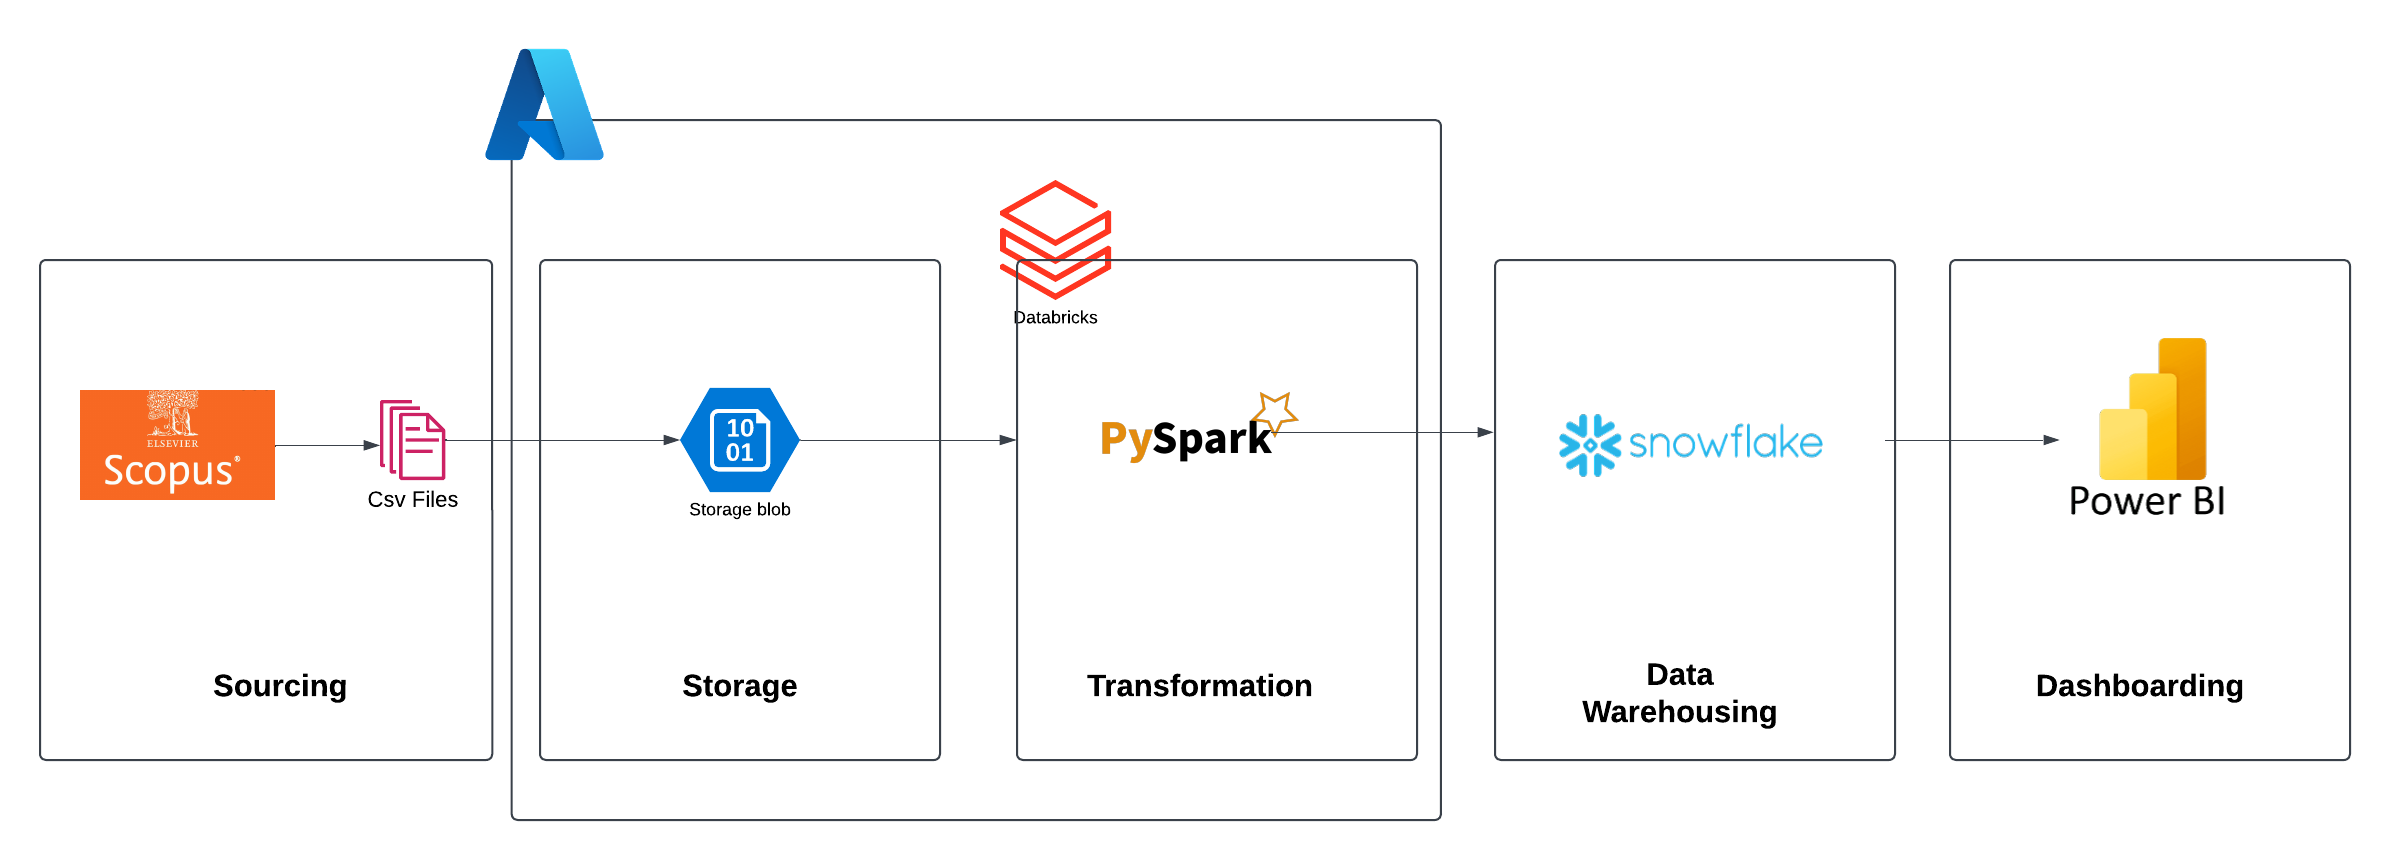 Databricks
ELSEVIER
Scopus®
Csv Files
10
01
Storage blob
PySpark
snowflake
Power BI
Sourcing
Storage
Transformation
Data
Warehousing
Dashboarding